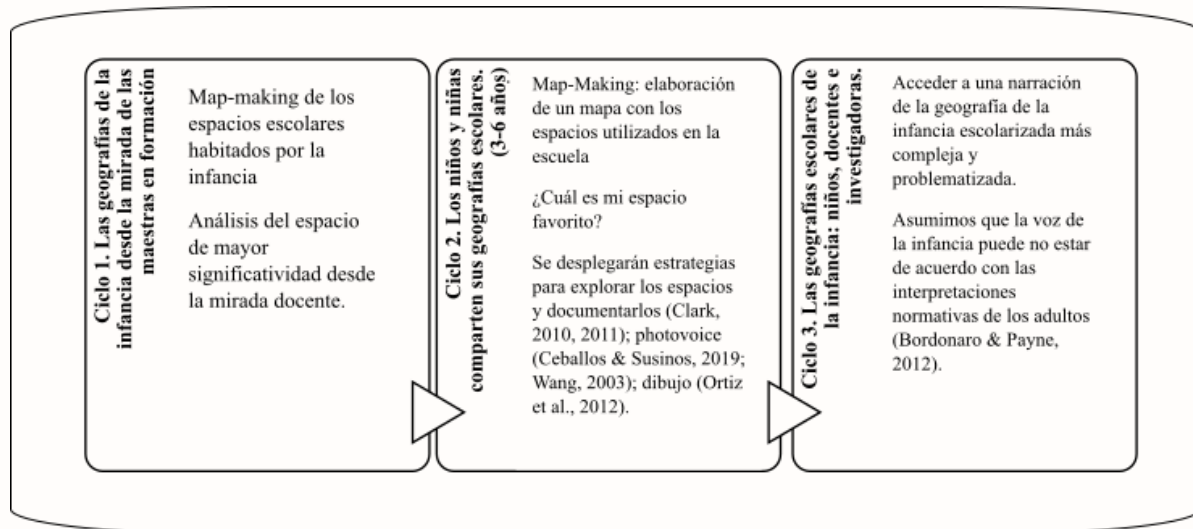 Ciclo 1. Las geografías de la
infancia desde la mirada de las
maestras en formación
Map-making de los
espacios escolares
habitados por la
infancia
Análisis del espacio
de mayor
significatividad desde
la mirada docente.
Ciclo 2. Los niños y niñas
comparten sus geografías escolares.
(3-6 años)
Map-Making: elaboración
de un mapa con los
espacios utilizados en la
escuela
¿Cuál es mi espacio
favorito?
Se desplegarán estrategias
para explorar los espacios
y documentarlos (Clark,
2010, 2011); photovoice
(Ceballos & Susinos, 2019;
Wang, 2003); dibujo (Ortiz
et al., 2012).
Ciclo 3. Las geografías escolares de
la infancia: niños, docentes e
investigadoras.
Acceder a una narración
de la geografía de la
infancia escolarizada más
compleja y
problematizada.
Asumimos que la voz de
la infancia puede no estar
de acuerdo con las
interpretaciones
normativas de los adultos
(Bordonaro & Payne,
2012).